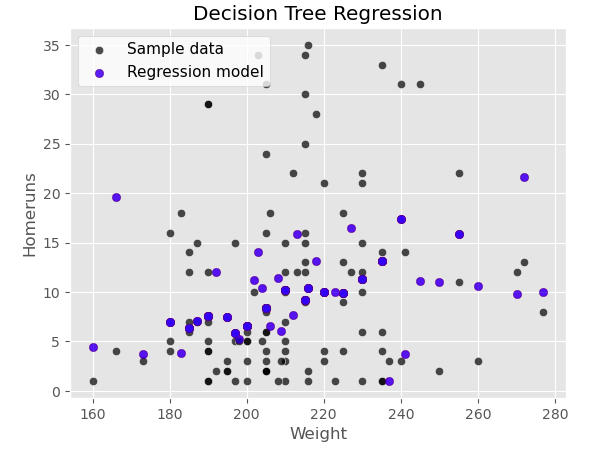 Decision Tree Regression
Sample data
Regression model
35
30
25
20
15
10
5
0
Homeruns
160 180 200 220 240 260 280
Weight